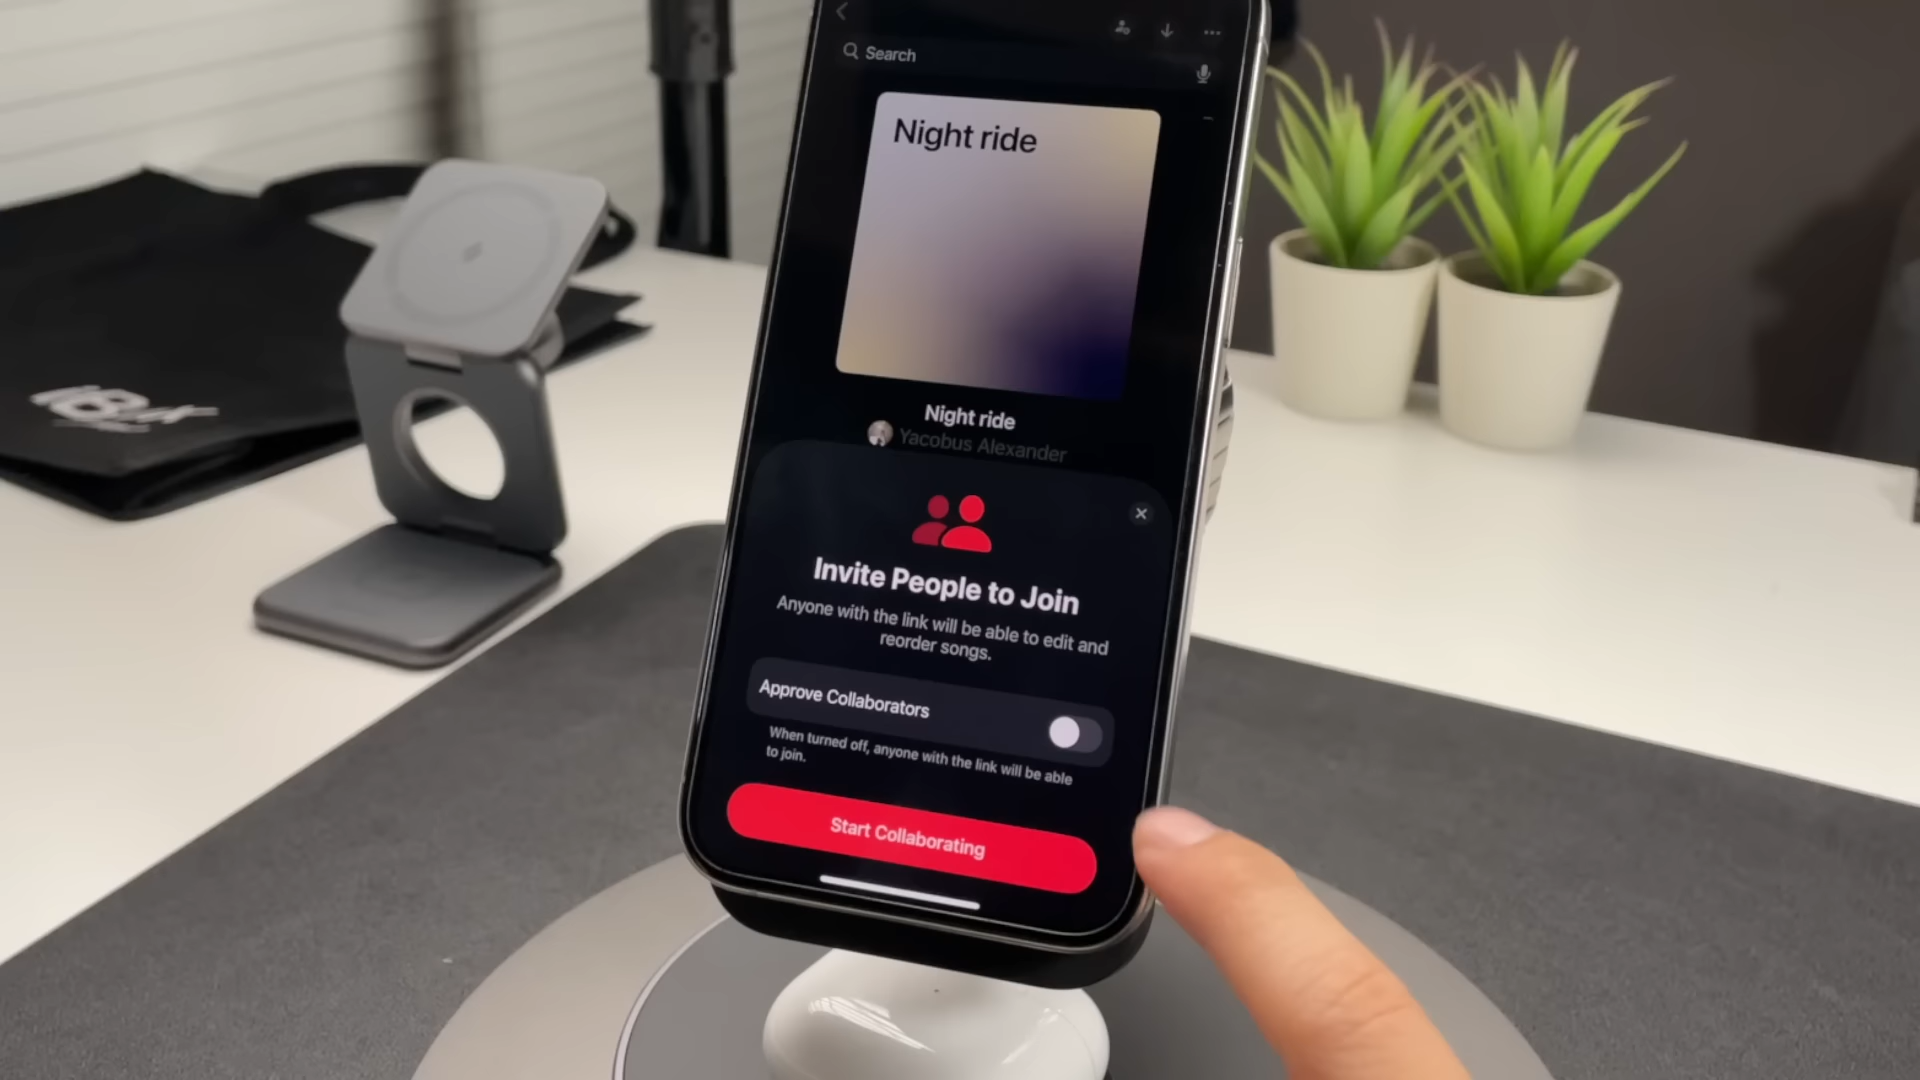 Search
Night ride
Night ride
Yacobus Alexander
Invite People to Join
Anyone with the link will be able to edit and
reorder songs.
Approve Collaborators
When turned off, anyone with the link will be able
to join.
Start Collaborating